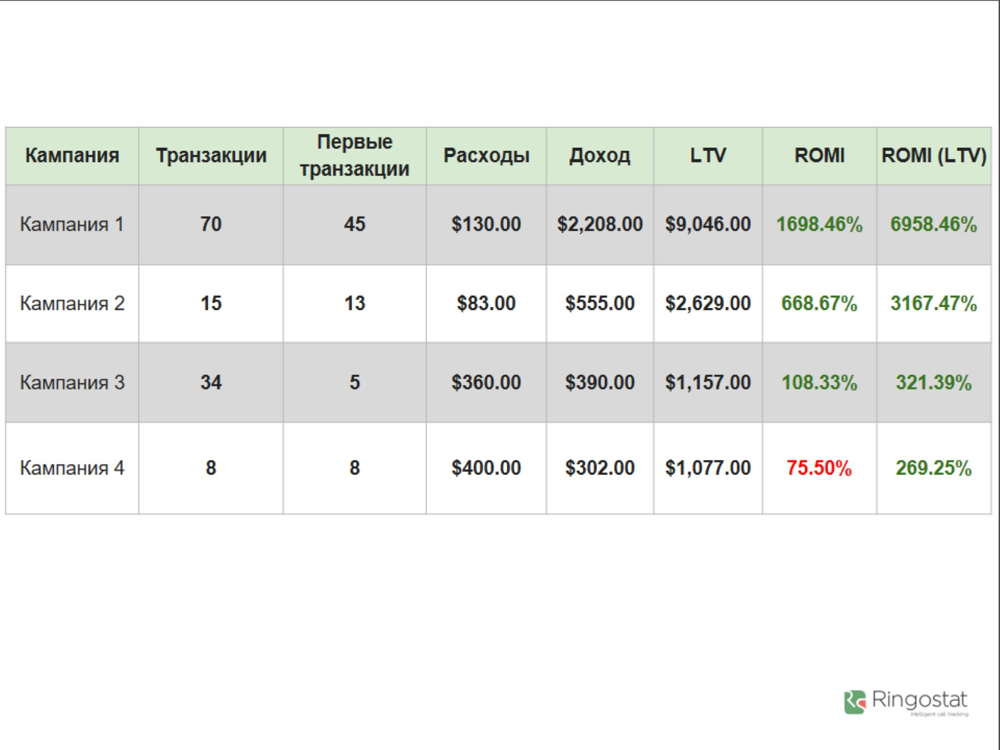 Кампания Транзакции Первые транзакции Расходы Доход LTV ROMI ROMI (LTV)
Кампания 1 70 45 $130.00 $2,208.00 $9,046.00 1698.46% 6958.46%
Кампания 2 15 13 $83.00 $555.00 $2,629.00 668.67% 3167.47%
Кампания 3 34 5 $360.00 $390.00 $1,157.00 108.33% 321.39%
Кампания 4 8 8 $400.00 $302.00 $1,077.00 75.50% 269.25%
Ringostat
intelligent call tracking